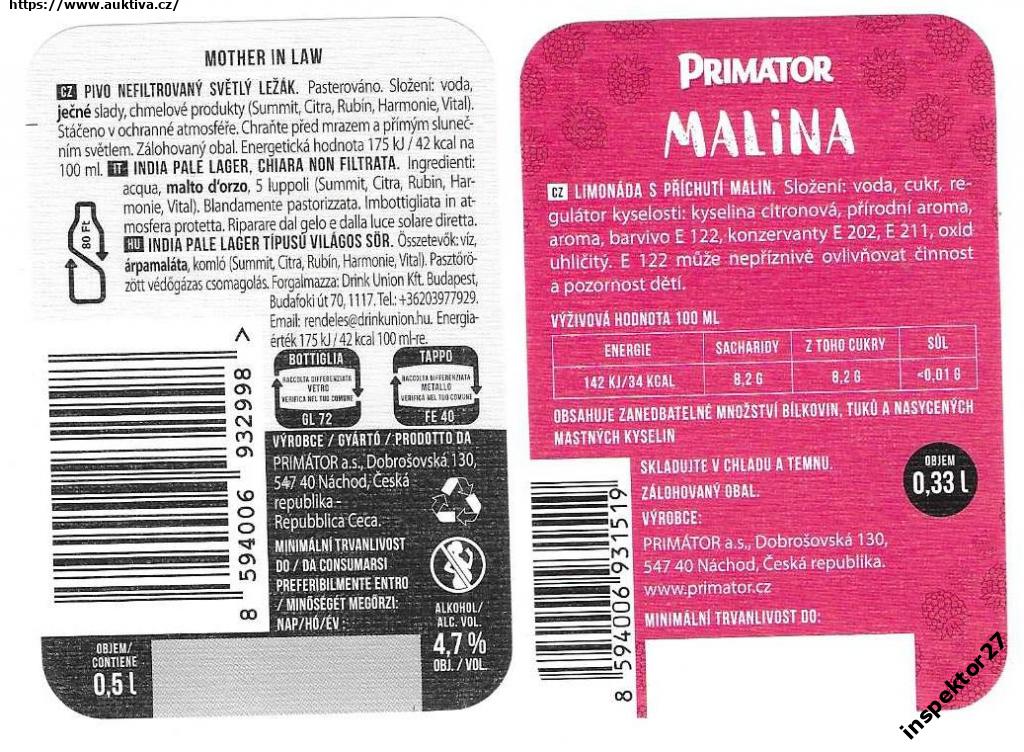 https://www.auktiva.cz/
MOTHER IN LAW
CZ PIVO NEFILTROVANÝ SVĚTLÝ LEŽÁK. Pasterováno. Složení: voda,
ječné slady, chmelové produkty (Summit, Citra, Rubín, Harmonie, Vital).
Stáčeno v ochranné atmosféře. Chraňte před mrazem a přímým sluneč-
ním světlem. Zálohovaný obal. Energetická hodnota 175 kJ / 42 kcal na
100 ml. IT INDIA PALE LAGER, CHIARA NON FILTRATA. Ingredienti:
acqua, malto d'orzo, 5 luppoli (Summit, Citra, Rubin, Har-
monie, Vital). Blandamente pastorizzata. Imbottigliata in at-
mosfera protetta. Riparare dal gelo e dalla luce solare diretta.
HU INDIA PALE LAGER TÍPUSÚ VILÁGOS SÖR. Összetevők: víz,
árpamaláta, komló (Summit, Citra, Rubín, Harmonie, Vital). Pasztörö-
zött védőgázas csomagolás. Forgalmazza: Drink Union Kft. Budapest,
Budafoki út 70, 1117. Tel.: +36203977929.
Email: rendeles@drinkunion.hu. Energia-
érték 175 kJ / 42 kcal 100 ml-re.
80 Ft
BOTTIGLIA
RACCOLTA DIFFERENZIATA
VETRO
VERIFICA NEL TUO COMUNE
GL 72
TAPPO
RACCOLTA DIFFERENZIATA
METALLO
VERIFICA NEL TUO COMUNE
FE 40
8 594006 932998 >
VÝROBCE / GYÁRTÓ / PRODOTTO DA
PRIMÁTOR a.s., Dobrošovská 130,
547 40 Náchod, Česká
republika -
Repubblica Ceca.
MINIMÁLNÍ TRVANLIVOST
DO / DA CONSUMARSI
PREFERIBILMENTE ENTRO
/ MINŐSÉGÉT MEGŐRZI:
NAP/HÓ/ÉV :
ALKOHOL/
ALC. VOL.
4,7 %
OBJ. / VOL.
OBJEM/
CONTIENE
0,5 l
PRIMATOR
MALiNA
CZ LIMONÁDA S PŘÍCHUTÍ MALIN. Složení: voda, cukr, re-
gulátor kyselosti: kyselina citronová, přírodní aroma,
aroma, barvivo E 122, konzervanty E 202, E 211, oxid
uhličitý. E 122 může nepříznivě ovlivňovat činnost
a pozornost dětí.
VÝŽIVOVÁ HODNOTA 100 ML
ENERGIE SACHARIDY Z TOHO CUKRY SŮL
142 KJ/34 KCAL 8,2 G 8,2 G <0,01 G
OBSAHUJE ZANEDBATELNÉ MNOŽSTVÍ BÍLKOVIN, TUKŮ A NASYCENÝCH
MASTNÝCH KYSELIN
SKLADUJTE V CHLADU A TEMNU.
ZÁLOHOVANÝ OBAL.
VÝROBCE:
PRIMÁTOR a.s., Dobrošovská 130,
547 40 Náchod, Česká republika.
www.primator.cz
MINIMÁLNÍ TRVANLIVOST DO:
OBJEM
0,33 l
8 594006 931519
inspektor27